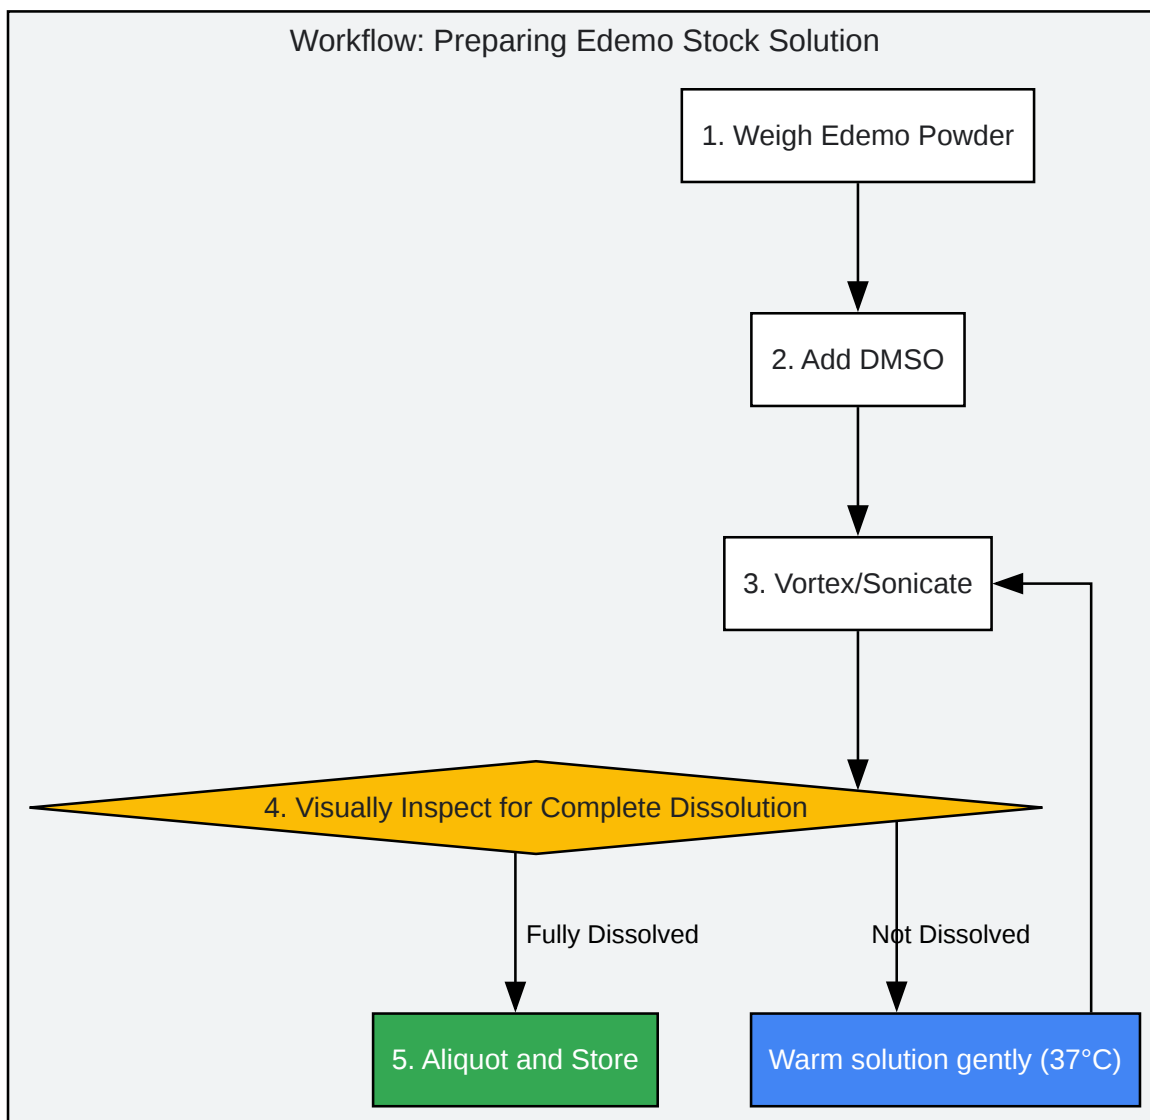 Workflow: Preparing Edemo Stock Solution
1. Weigh Edemo Powder
2. Add DMSO
3. Vortex/Sonicate
4. Visually Inspect for Complete Dissolution
Fully Dissolved
Not Dissolved
5. Aliquot and Store
Warm solution gently (37°C)